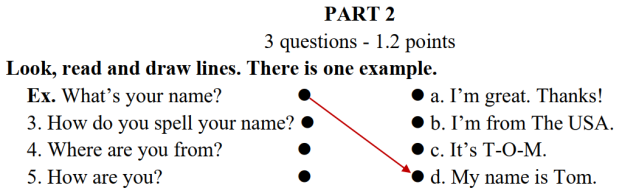 PART 2
3 questions - 1.2 points
Look, read and draw lines. There is one example.
Ex. What's your name? ● ● a. I'm great. Thanks!
3. How do you spell your name? ● ● b. I'm from The USA.
4. Where are you from? ● ● c. It's T-O-M.
5. How are you? ● ● d. My name is Tom.